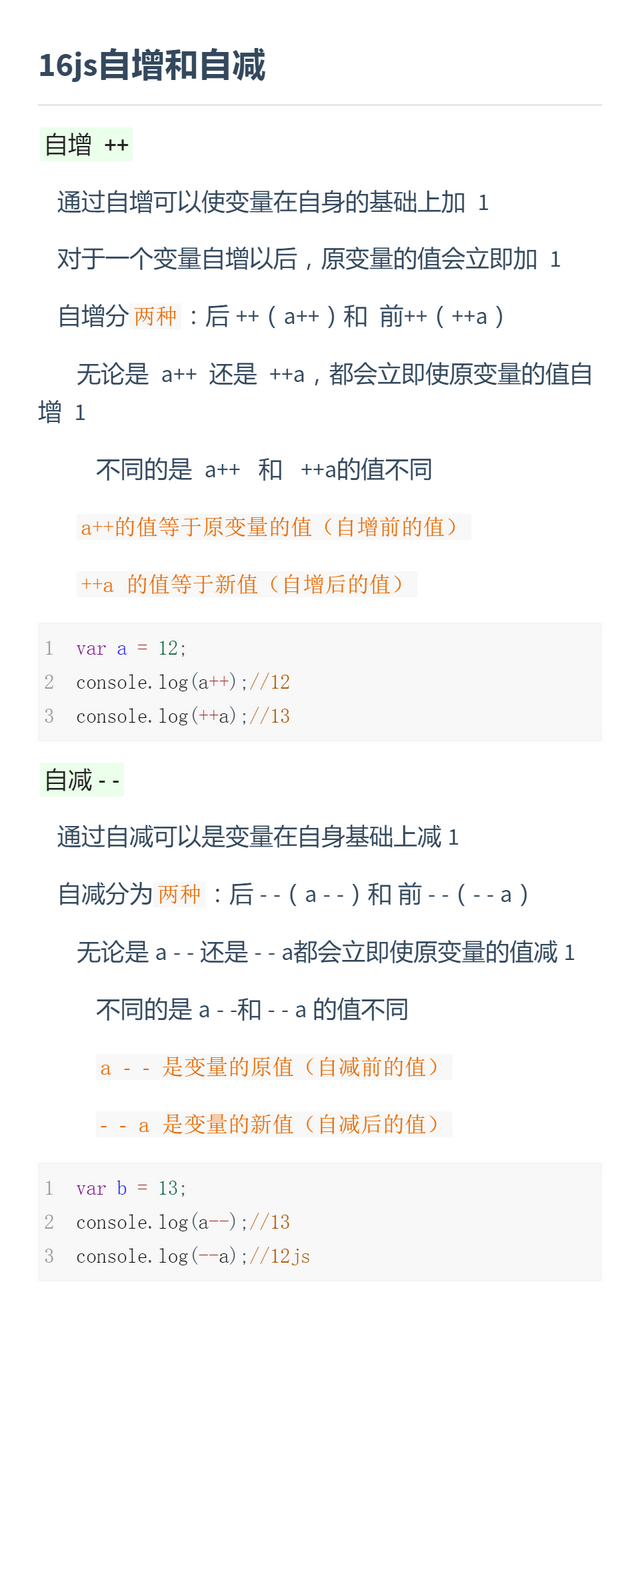 16js自增和自减
自增 ++
通过自增可以使变量在自身的基础上加 1
对于一个变量自增以后，原变量的值会立即加 1
自增分两种：后 ++（ a++ ）和 前++（ ++a ）
无论是 a++ 还是 ++a，都会立即使原变量的值自
增 1
不同的是 a++ 和 ++a的值不同
a++的值等于原变量的值（自增前的值）
++a 的值等于新值（自增后的值）
1 var a = 12;
2 console.log(a++);//12
3 console.log(++a);//13
自减 - -
通过自减可以是变量在自身基础上减 1
自减分为 两种 ：后 - -（ a - - ）和 前 - -（ - - a ）
无论是 a - - 还是 - - a都会立即使原变量的值减 1
不同的是 a - -和 - - a 的值不同
a - - 是变量的原值（自减前的值）
- - a 是变量的新值（自减后的值）
1 var b = 13;
2 console.log(a--);//13
3 console.log(--a);//12js